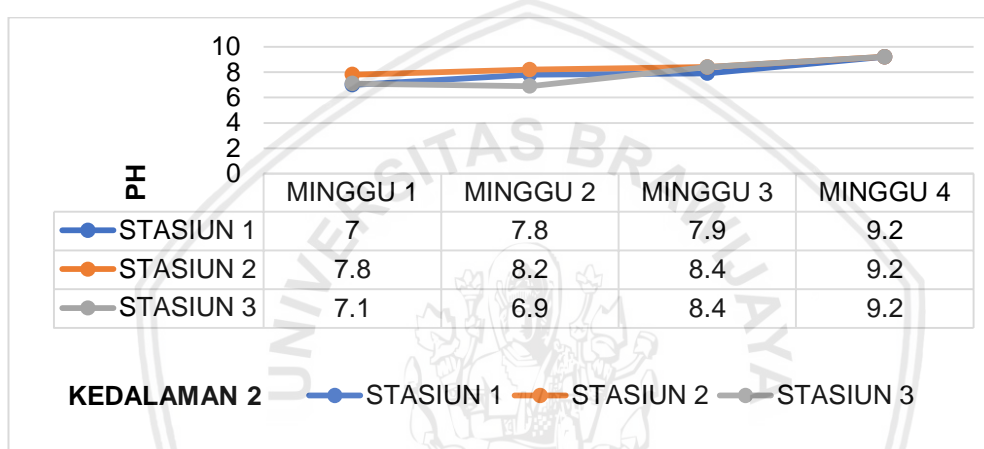 10
8
6
4
2
0
PH
MINGGU 1 MINGGU 2 MINGGU 3 MINGGU 4
STASIUN 1 7 7.8 7.9 9.2
STASIUN 2 7.8 8.2 8.4 9.2
STASIUN 3 7.1 6.9 8.4 9.2
KEDALAMAN 2 STASIUN 1 STASIUN 2 STASIUN 3
UNIVERSITAS BRAWIJAYA